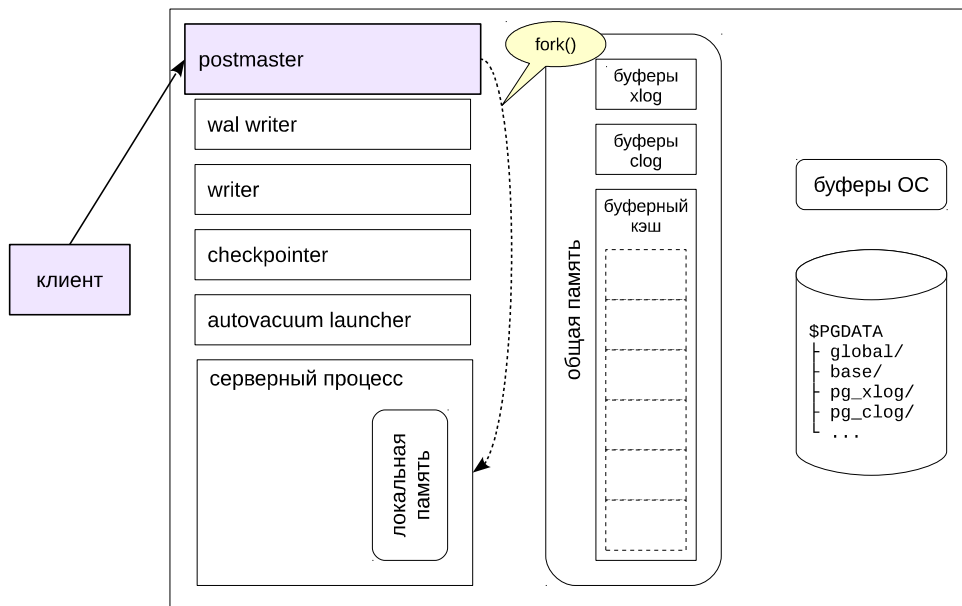 postmaster
fork()
wal writer
writer
checkpointer
autovacuum launcher
клиент
серверный процесс
локальная
память
общая память
буферы
xlog
буферы
clog
буферный
кэш
буферы ОС
$PGDATA
├ global/
├ base/
├ pg_xlog/
├ pg_clog/
└ ...